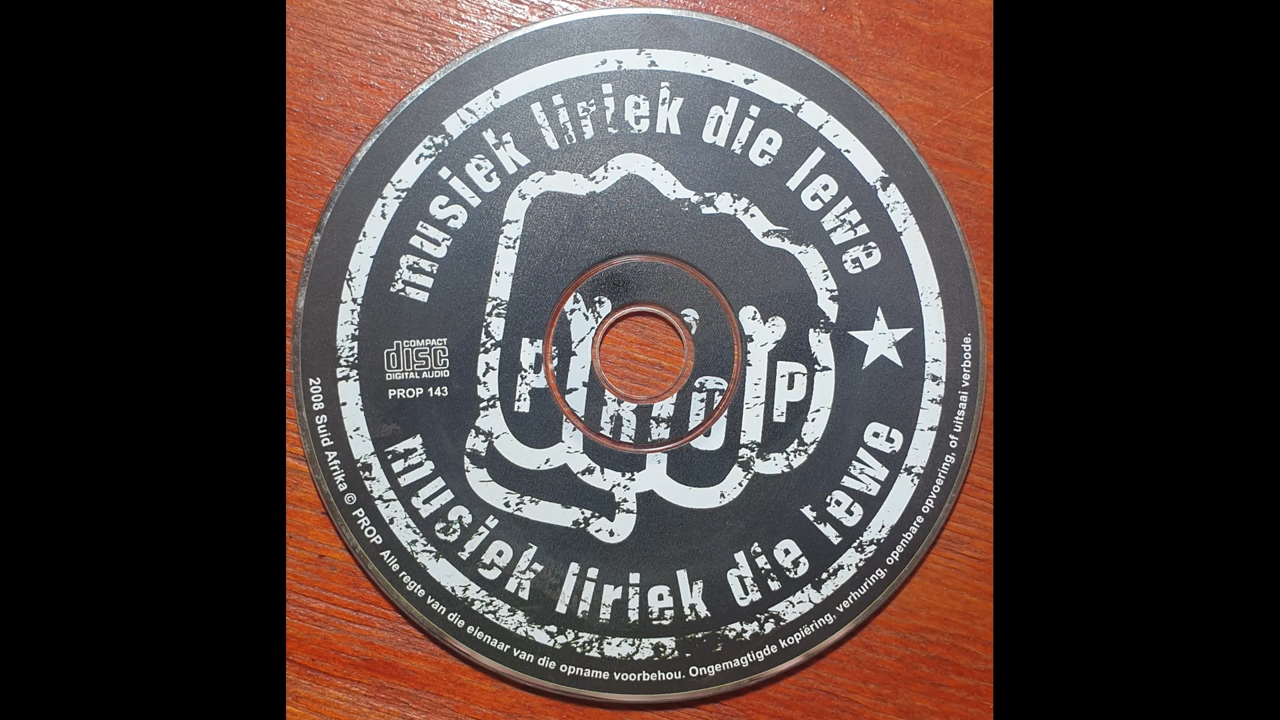 musiek liriek die lewe
COMPACT
disc
DIGITAL AUDIO
PROP 143
PROP
musiek liriek die lewe
2008 Suid Afrika © PROP Alle regte van die eienaar van die opname voorbehou. Ongemagtigde kopiëring, verhuring, openbare opvoering, of uitsaai verbode.